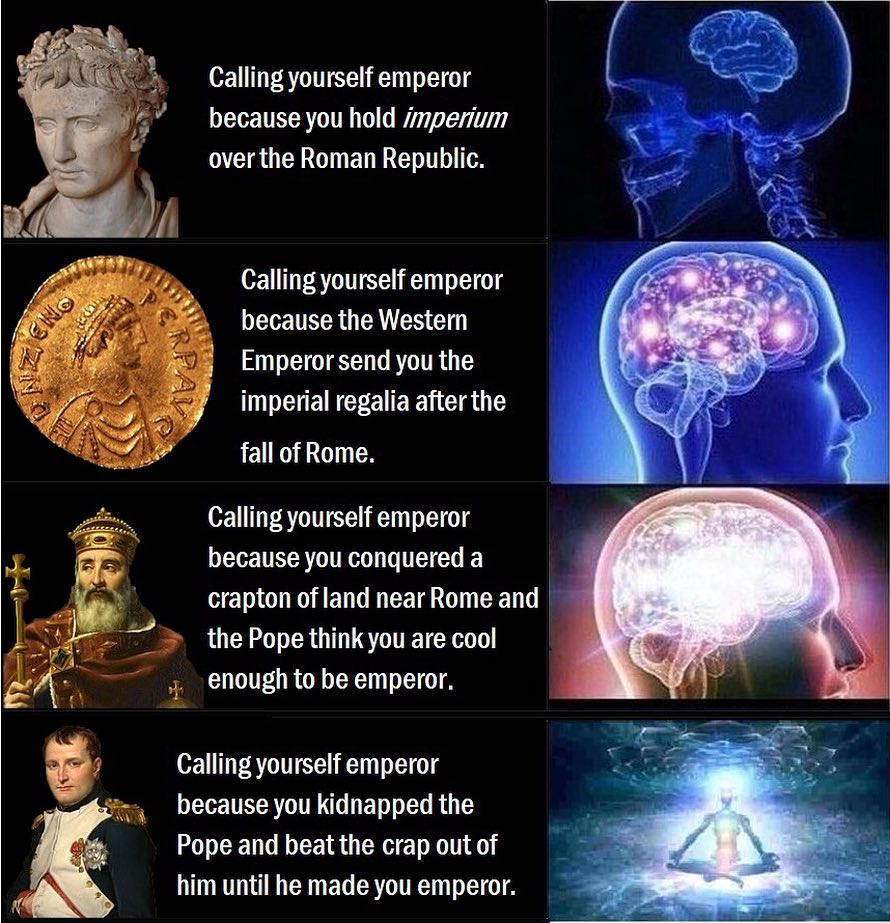 Calling yourself emperor
because you hold imperium
over the Roman Republic.
DNZENO PERPAVG
Calling yourself emperor
because the Western
Emperor send you the
imperial regalia after the
fall of Rome.
Calling yourself emperor
because you conquered a
crapton of land near Rome and
the Pope think you are cool
enough to be emperor.
Calling yourself emperor
because you kidnapped the
Pope and beat the crap out of
him until he made you emperor.